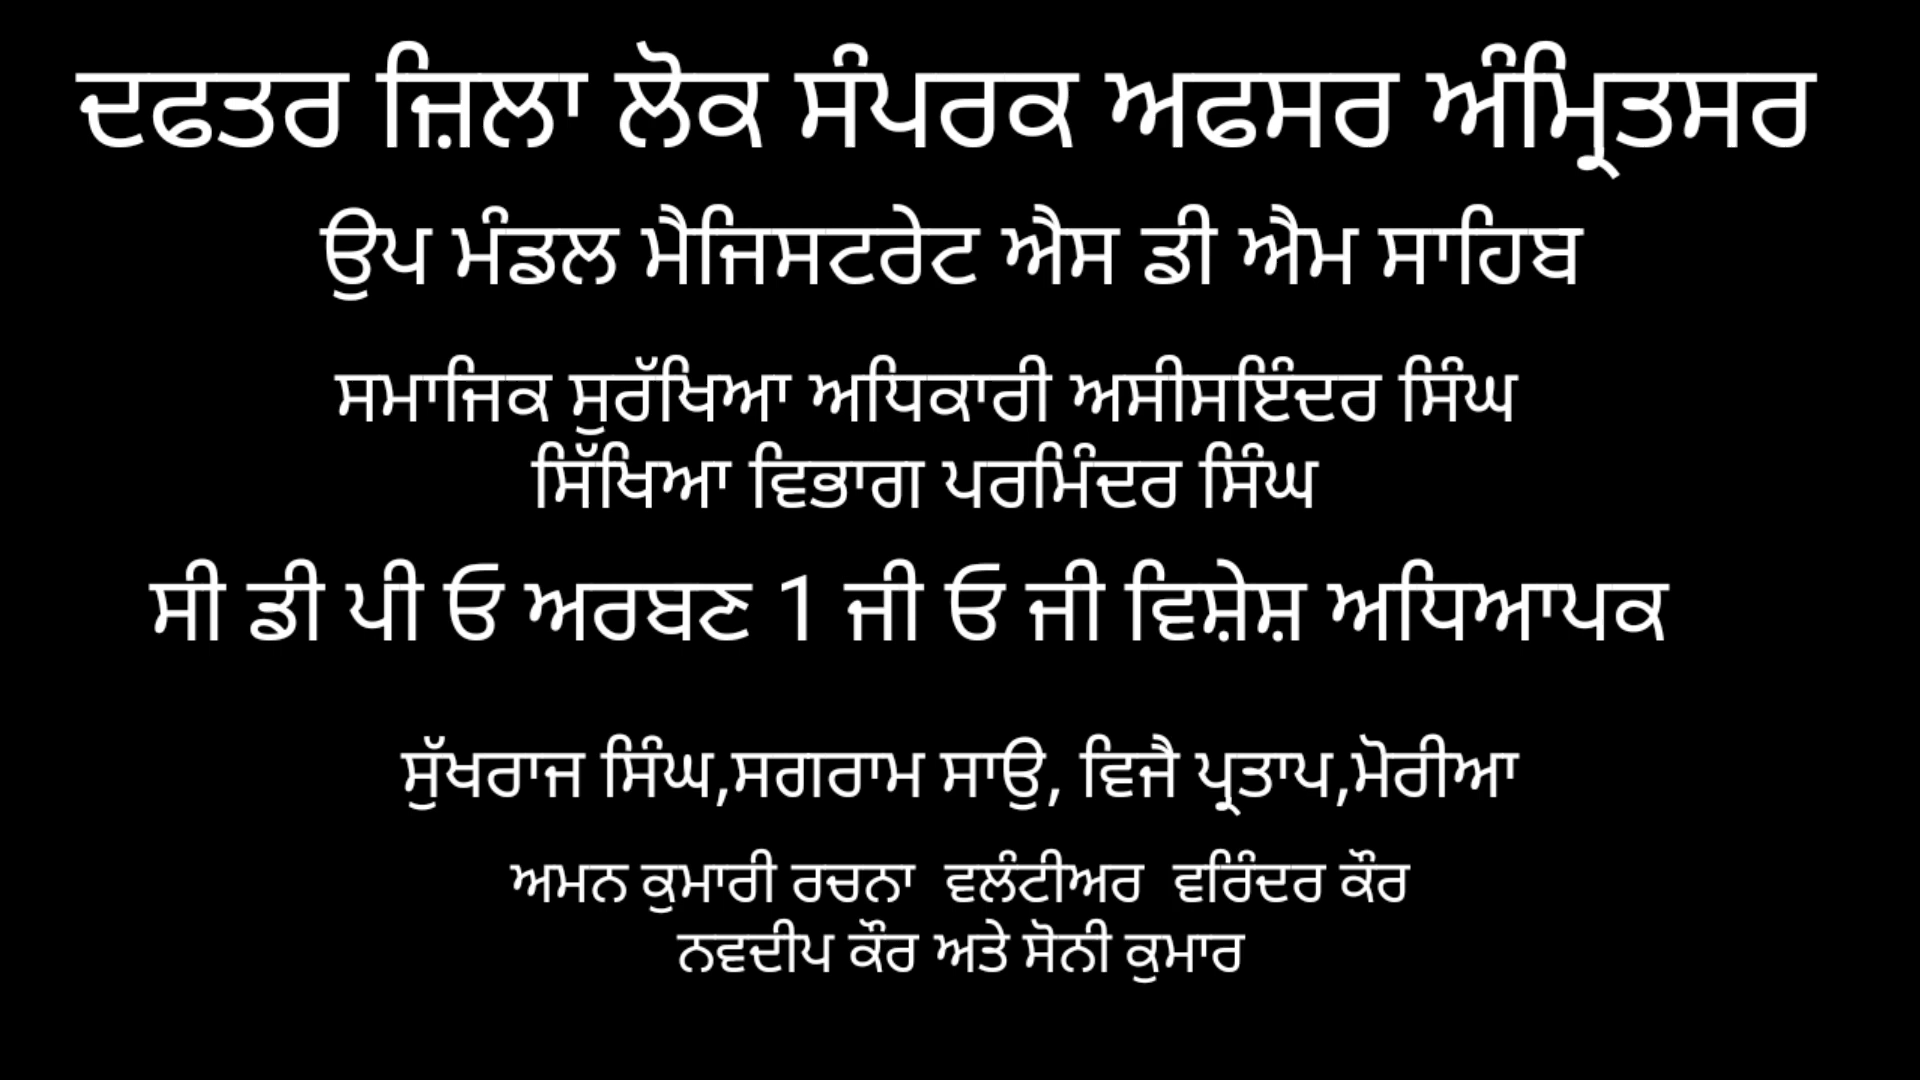 ਦਫਤਰ ਜ਼ਿਲਾ ਲੋਕ ਸੰਪਰਕ ਅਫਸਰ ਅੰਮ੍ਰਿਤਸਰ
ਉਪ ਮੰਡਲ ਮੈਜਿਸਟਰੇਟ ਐਸ ਡੀ ਐਮ ਸਾਹਿਬ
ਸਮਾਜਿਕ ਸੁਰੱਖਿਆ ਅਧਿਕਾਰੀ ਅਸੀਸਇੰਦਰ ਸਿੰਘ
ਸਿੱਖਿਆ ਵਿਭਾਗ ਪਰਮਿੰਦਰ ਸਿੰਘ
ਸੀ ਡੀ ਪੀ ਓ ਅਰਬਣ 1 ਜੀ ਓ ਜੀ ਵਿਸ਼ੇਸ਼ ਅਧਿਆਪਕ
ਸੁੱਖਰਾਜ ਸਿੰਘ,ਸਗਰਾਮ ਸਾਉ, ਵਿਜੈ ਪ੍ਰਤਾਪ,ਮੋਰੀਆ
ਅਮਨ ਕੁਮਾਰੀ ਰਚਨਾ  ਵਲੰਟੀਅਰ  ਵਰਿੰਦਰ ਕੌਰ
ਨਵਦੀਪ ਕੌਰ ਅਤੇ ਸੋਨੀ ਕੁਮਾਰ